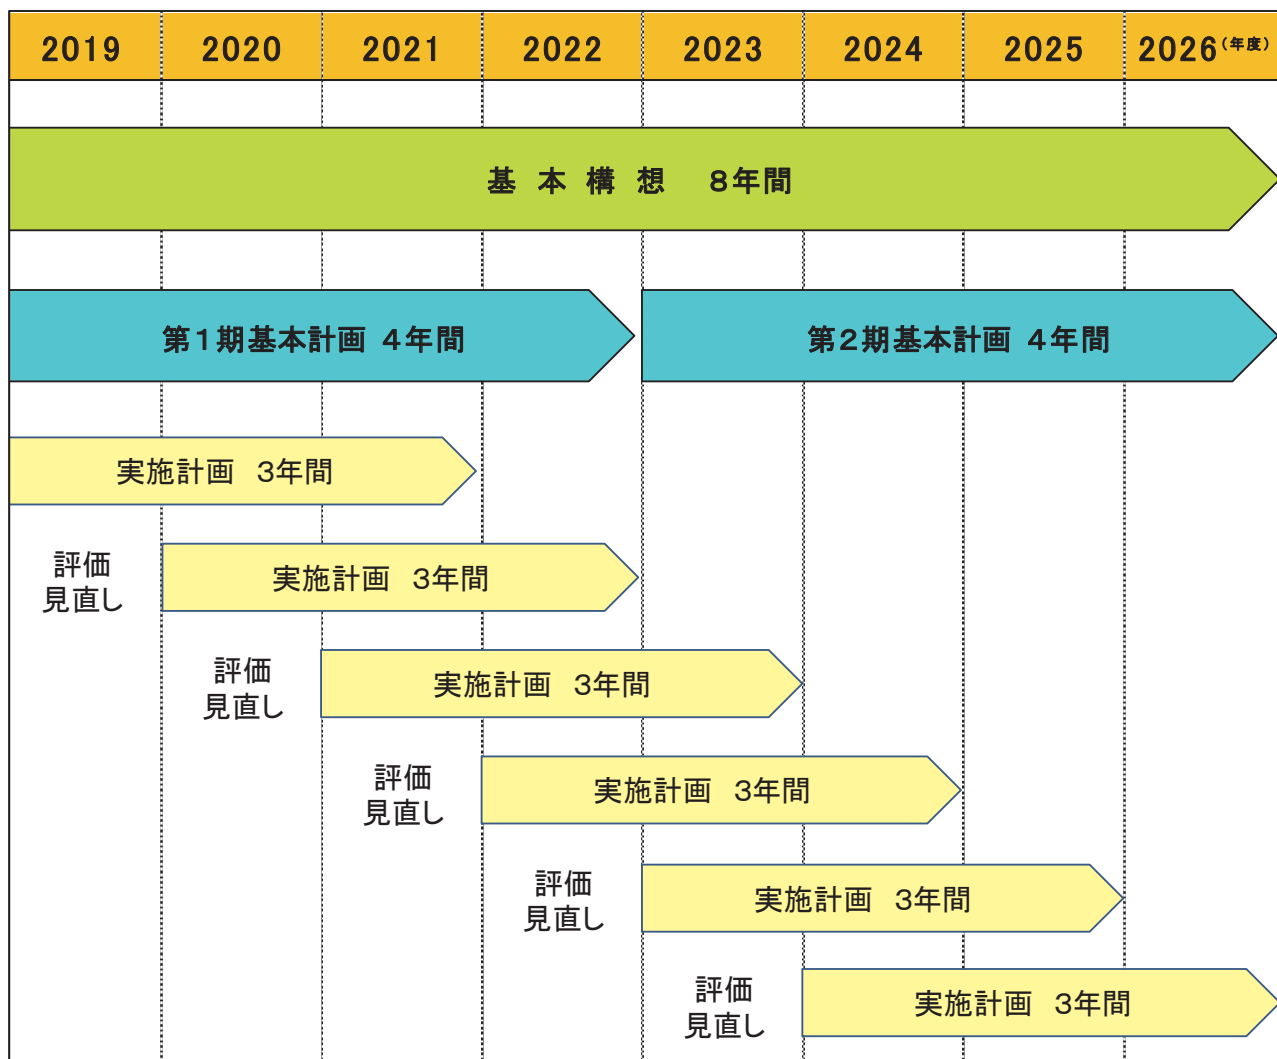 2019 2020 2021 2022 2023 2024 2025 2026（年度）
基 本 構 想　８年間
第１期基本計画 ４年間 第２期基本計画 ４年間
実施計画　３年間
評価
見直し
実施計画　３年間
評価
見直し
実施計画　３年間
評価
見直し
実施計画　３年間
評価
見直し
実施計画　３年間
評価
見直し
実施計画　３年間